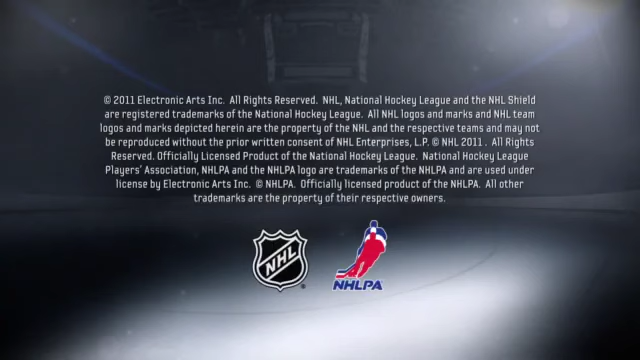 © 2011 Electronic Arts Inc. All Rights Reserved. NHL, National Hockey League and the NHL Shield
are registered trademarks of the National Hockey League. All NHL logos and marks and NHL team
logos and marks depicted herein are the property of the NHL and the respective teams and may not
be reproduced without the prior written consent of NHL Enterprises, L.P. © NHL 2011 . All Rights
Reserved. Officially Licensed Product of the National Hockey League. National Hockey League
Players' Association, NHLPA and the NHLPA logo are trademarks of the NHLPA and are used under
license by Electronic Arts Inc. © NHLPA. Officially licensed product of the NHLPA. All other
trademarks are the property of their respective owners.
NHL
NHLPA